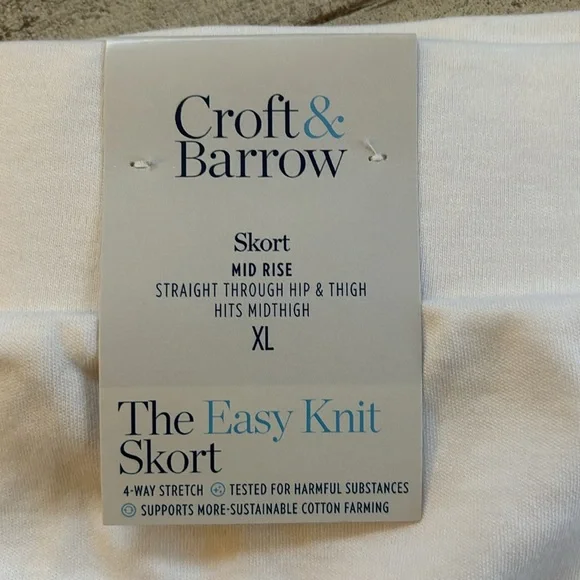 Croft &
Barrow
Skort
MID RISE
STRAIGHT THROUGH HIP & THIGH
HITS MIDTHIGH
XL
The Easy Knit
Skort
4-WAY STRETCH TESTED FOR HARMFUL SUBSTANCES
SUPPORTS MORE-SUSTAINABLE COTTON FARMING